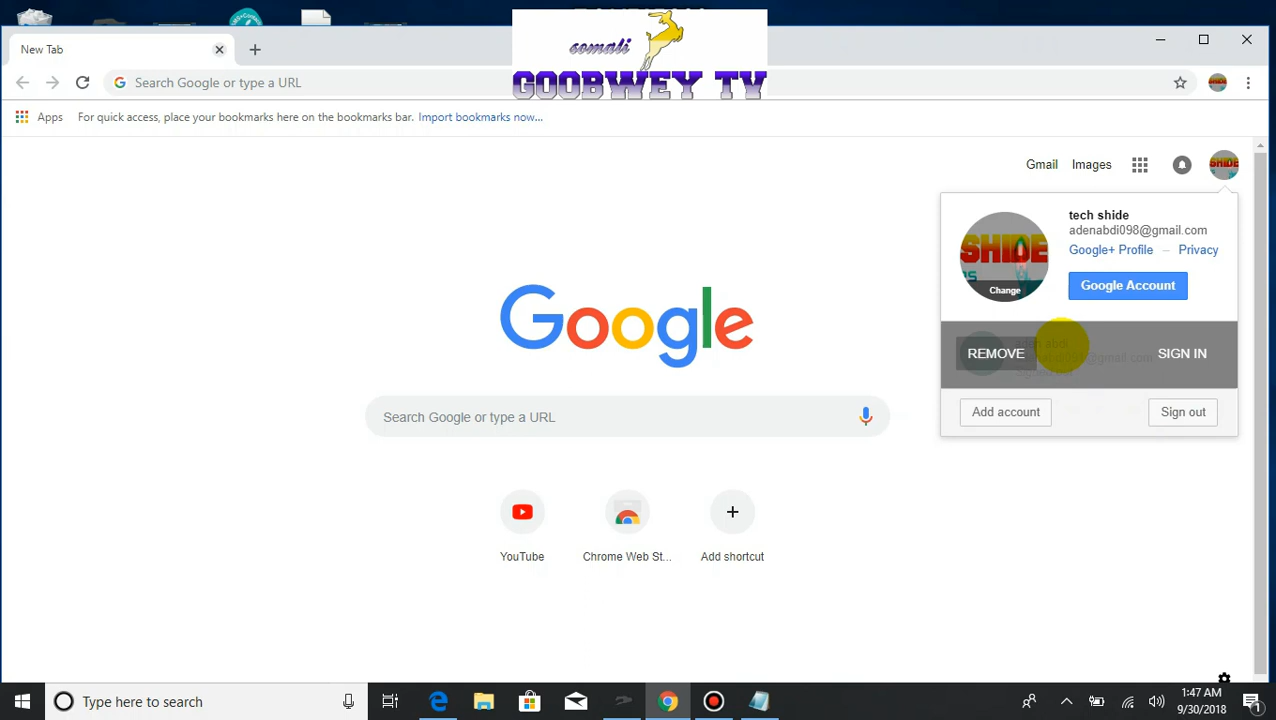 New Tab
somali
GOOBWEY TV
Search Google or type a URL
Apps
For quick access, place your bookmarks here on the bookmarks bar. Import bookmarks now...
Gmail
Images
SHIDE
tech shide
adenabdi098@gmail.com
Google+ Profile – Privacy
SHIDE
Change
Google Account
Google
REMOVE
SIGN IN
Add account
Sign out
Search Google or type a URL
YouTube
Chrome Web St...
Add shortcut
Type here to search
1:47 AM
9/30/2018
1